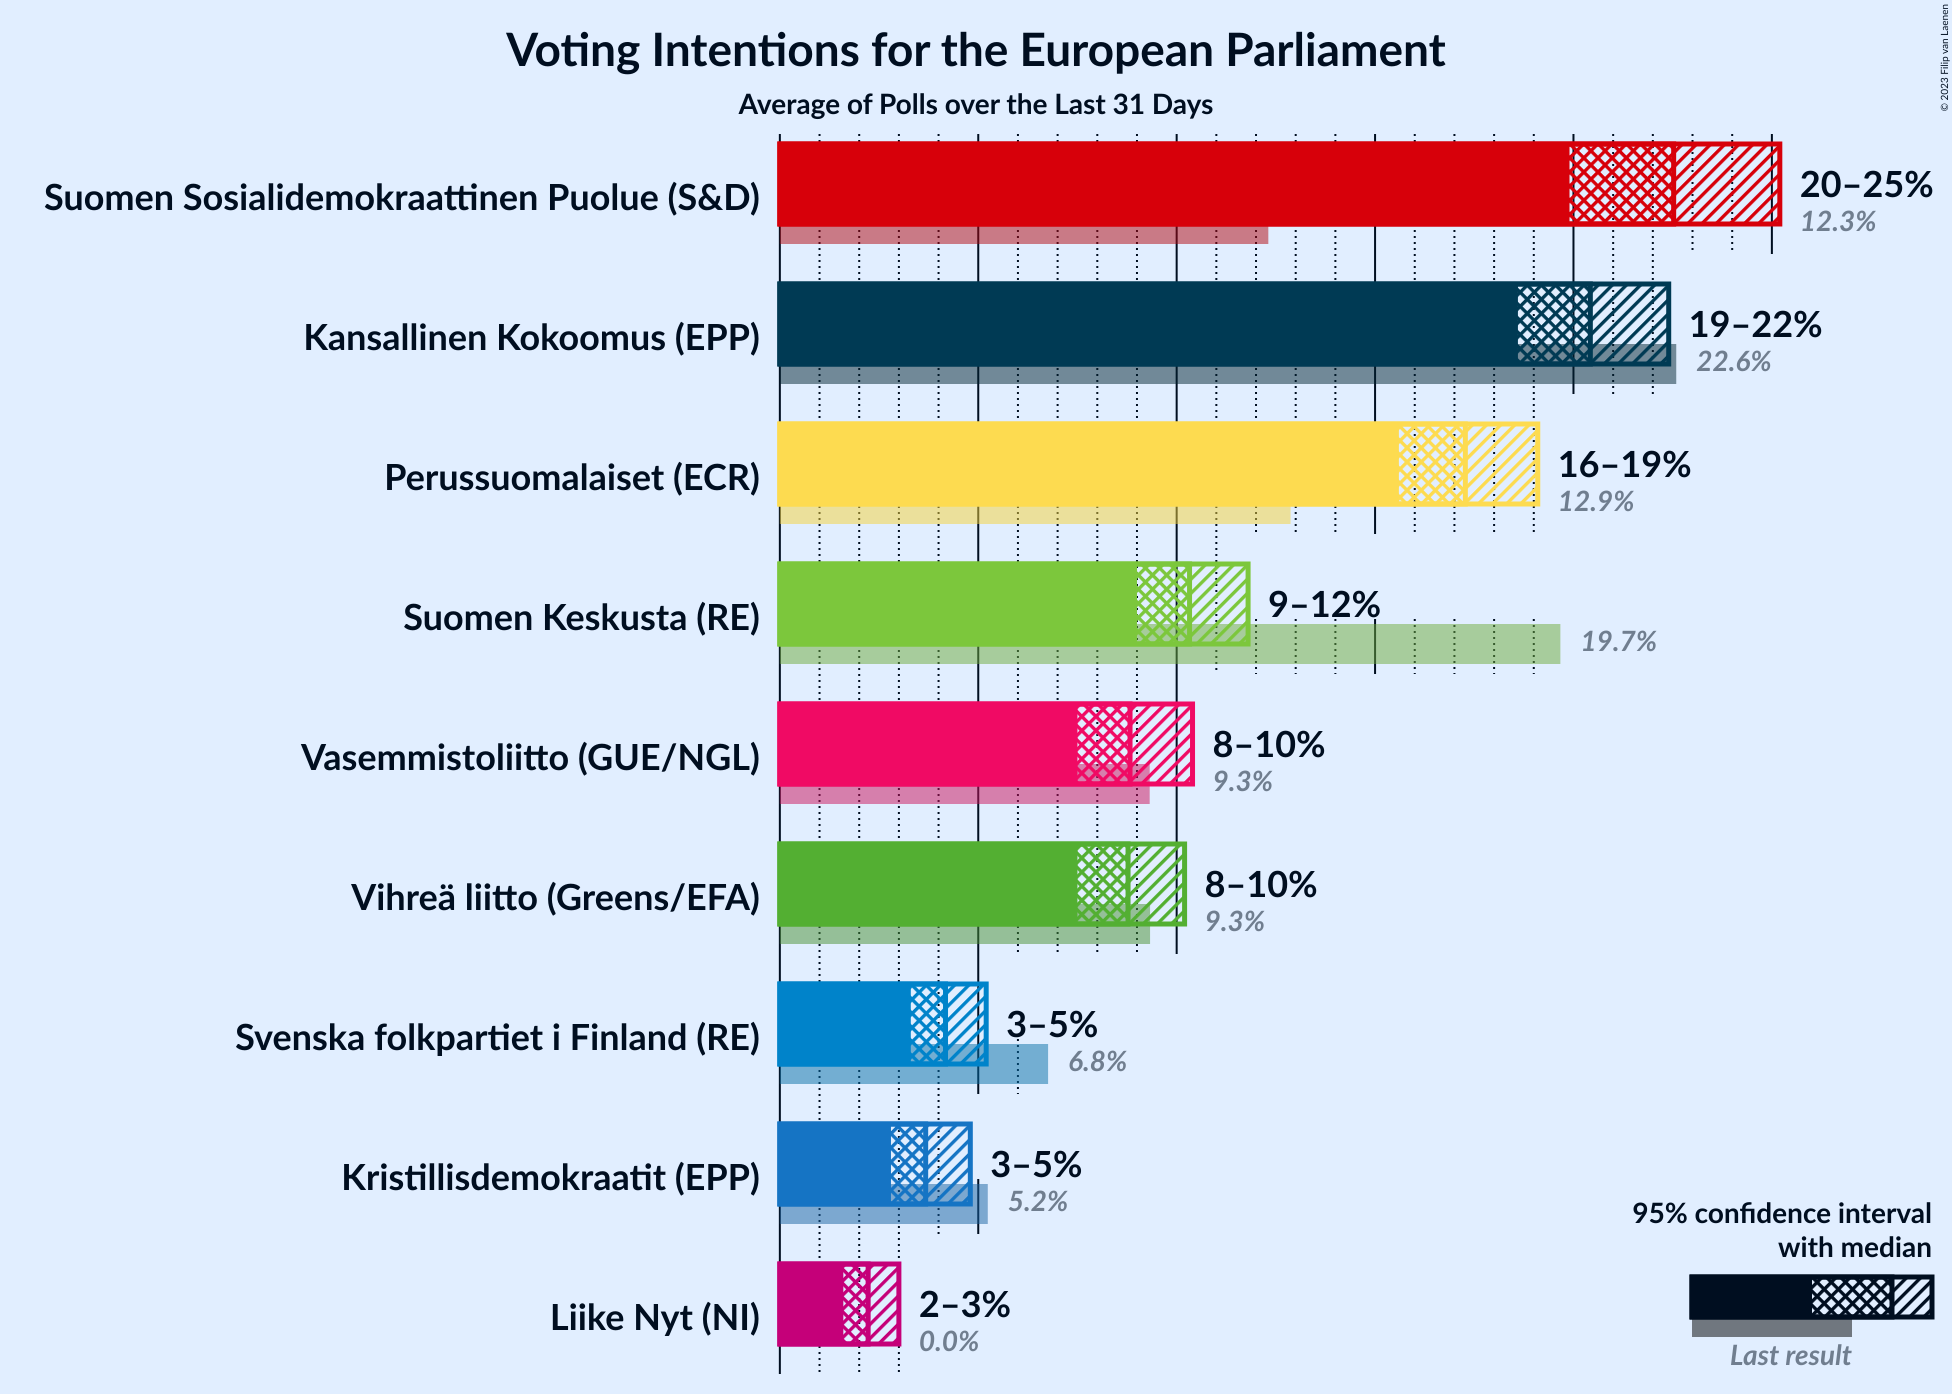 Voting Intentions for the European Parliament
Average of Polls over the Last 31 Days
© 2023 Filip van Laenen
Suomen Sosialidemokraattinen Puolue (S&D)
20–25%
12.3%
Kansallinen Kokoomus (EPP)
19–22%
22.6%
Perussuomalaiset (ECR)
16–19%
12.9%
Suomen Keskusta (RE)
9–12%
19.7%
Vasemmistoliitto (GUE/NGL)
8–10%
9.3%
Vihreä liitto (Greens/EFA)
8–10%
9.3%
Svenska folkpartiet i Finland (RE)
3–5%
6.8%
Kristillisdemokraatit (EPP)
3–5%
5.2%
Liike Nyt (NI)
2–3%
0.0%
95% confidence interval
with median
Last result